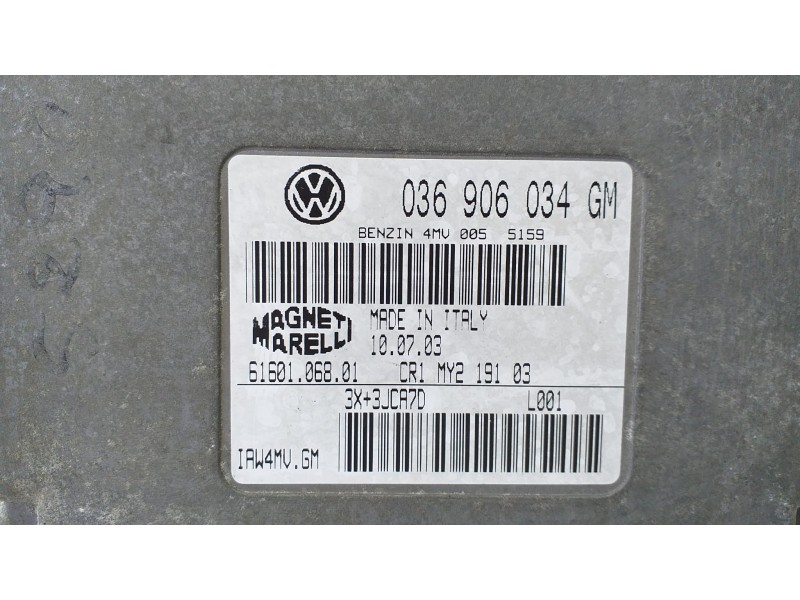 036 906 034 GM
BENZIN 4MV 005 5159
MAGNETI MARELLI
MADE IN ITALY
10.07.03
61601.068.01 CR1 MY2 191 03
3X+3JCA7D L001
IAW4MV.GM